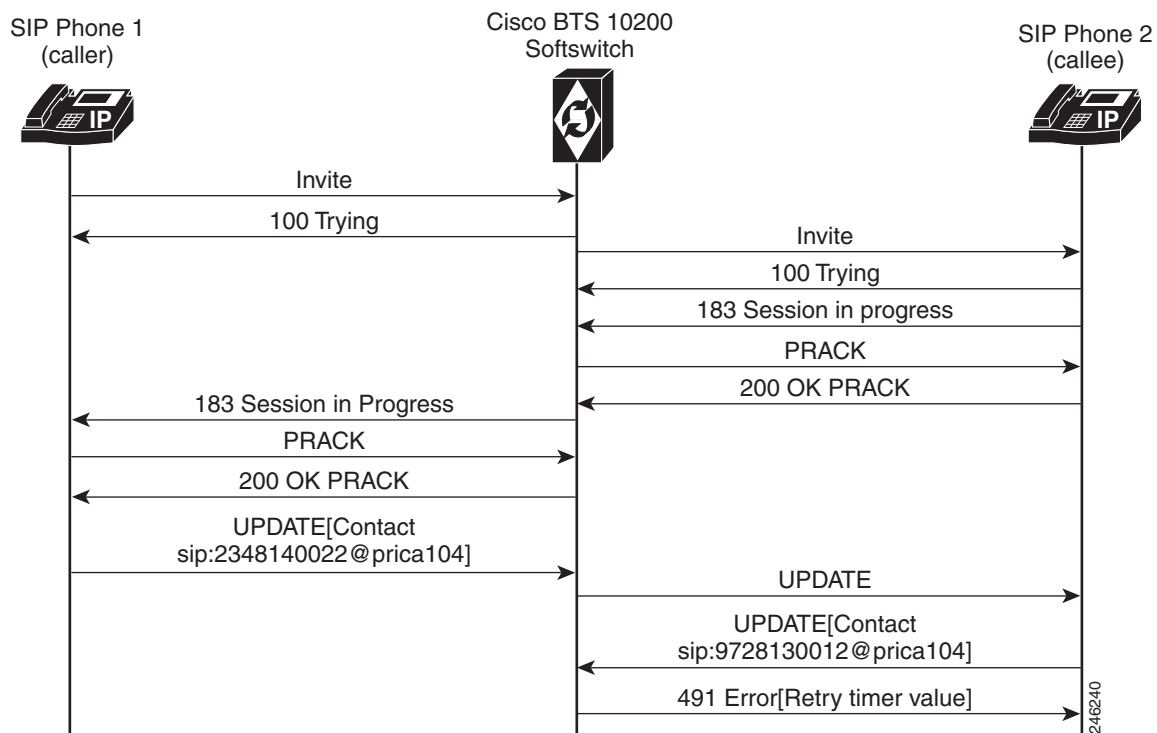 SIP Phone 1
(caller)
Cisco BTS 10200
Softswitch
SIP Phone 2
(callee)
IP
IP
Invite
100 Trying
Invite
100 Trying
183 Session in progress
PRACK
200 OK PRACK
183 Session in Progress
PRACK
200 OK PRACK
UPDATE[Contact
sip:2348140022@prica104]
UPDATE
UPDATE[Contact
sip:9728130012@prica104]
491 Error[Retry timer value]
246240